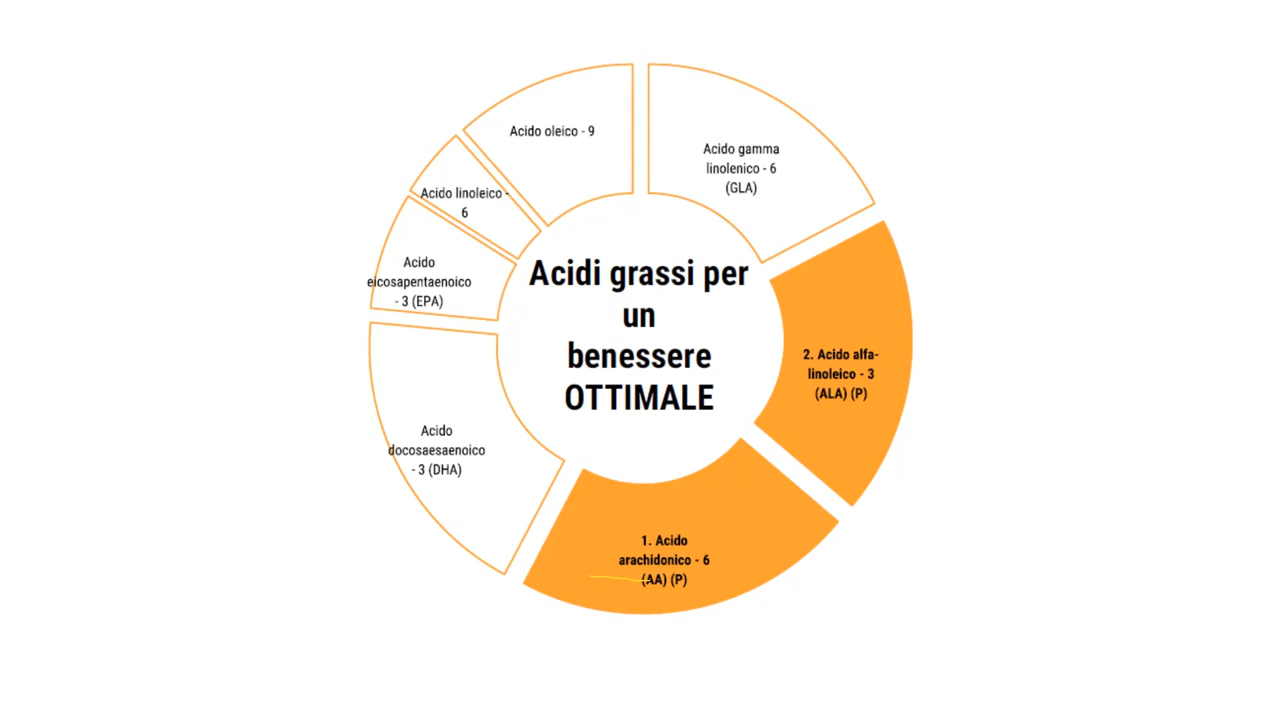 Acido oleico - 9
Acido gamma
linolenico - 6
(GLA)
Acido linoleico -
6
Acido
eicosapentaenoico
- 3 (EPA)
Acidi grassi per
un
benessere
OTTIMALE
2. Acido alfa-
linoleico - 3
(ALA) (P)
Acido
docosaesaenoico
- 3 (DHA)
1. Acido
arachidonico - 6
(AA) (P)